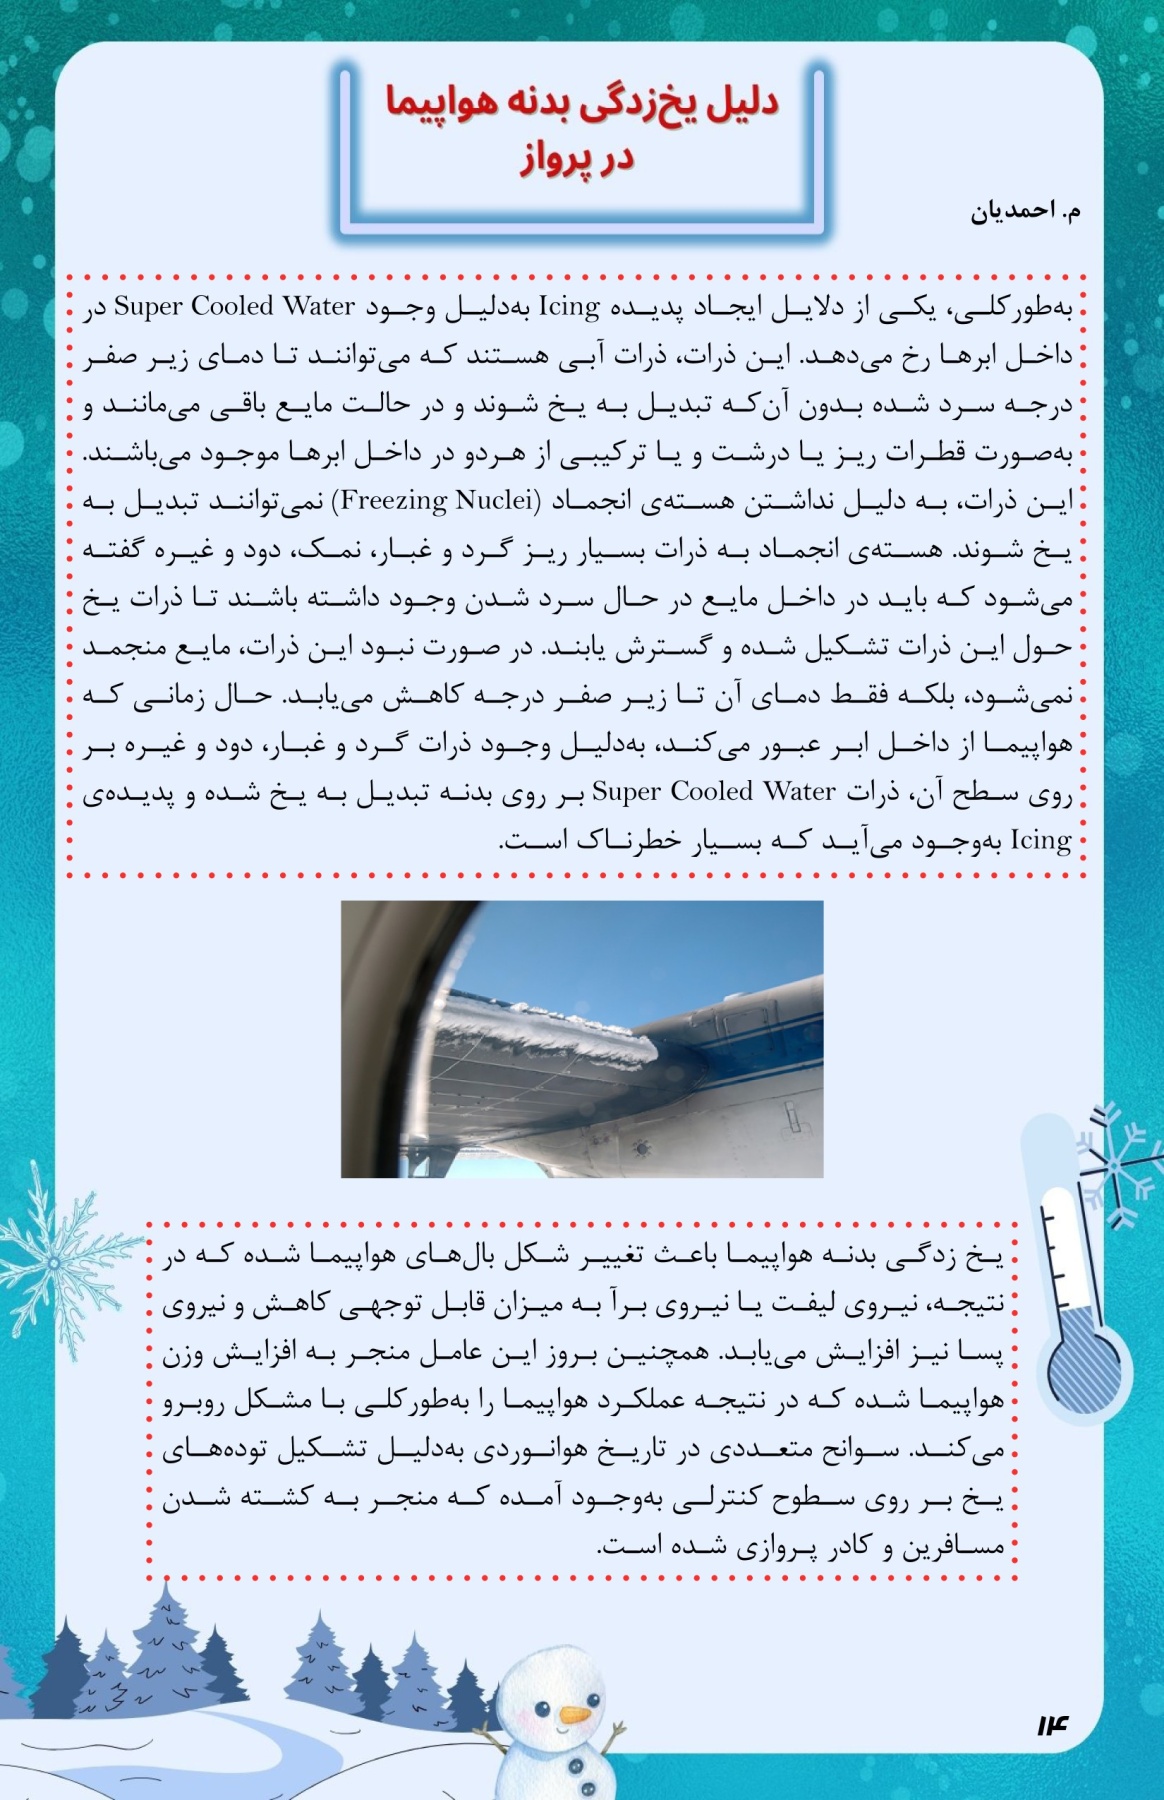 دلیل یخ‌زدگی بدنه هواپیما
در پرواز
م. احمدیان
به‌طورکلی، یکی از دلایل ایجاد پدیده Icing به‌دلیل وجود Super Cooled Water در
داخل ابرها رخ می‌دهد. این ذرات، ذرات آبی هستند که می‌توانند تا دمای زیر صفر
درجه سرد شده بدون آن‌که تبدیل به یخ شوند و در حالت مایع باقی می‌مانند و
به‌صورت قطرات ریز یا درشت و یا ترکیبی از هردو در داخل ابرها موجود می‌باشند.
این ذرات، به دلیل نداشتن هسته‌ی انجماد (Freezing Nuclei) نمی‌توانند تبدیل به
یخ شوند. هسته‌ی انجماد به ذرات بسیار ریز گرد و غبار، نمک، دود و غیره گفته
می‌شود که باید در داخل مایع در حال سرد شدن وجود داشته باشند تا ذرات یخ
حول این ذرات تشکیل شده و گسترش یابند. در صورت نبود این ذرات، مایع منجمد
نمی‌شود، بلکه فقط دمای آن تا زیر صفر درجه کاهش می‌یابد. حال زمانی که
هواپیما از داخل ابر عبور می‌کند، به‌دلیل وجود ذرات گرد و غبار، دود و غیره بر
روی سطح آن، ذرات Super Cooled Water بر روی بدنه تبدیل به یخ شده و پدیده‌ی
Icing به‌وجود می‌آید که بسیار خطرناک است.
یخ زدگی بدنه هواپیما باعث تغییر شکل بال‌های هواپیما شده که در
نتیجه، نیروی لیفت یا نیروی برآ به میزان قابل توجهی کاهش و نیروی
پسا نیز افزایش می‌یابد. همچنین بروز این عامل منجر به افزایش وزن
هواپیما شده که در نتیجه عملکرد هواپیما را به‌طورکلی با مشکل روبرو
می‌کند. سوانح متعددی در تاریخ هوانوردی به‌دلیل تشکیل توده‌های
یخ بر روی سطوح کنترلی به‌وجود آمده که منجر به کشته شدن
مسافرین و کادر پروازی شده است.
۱۴